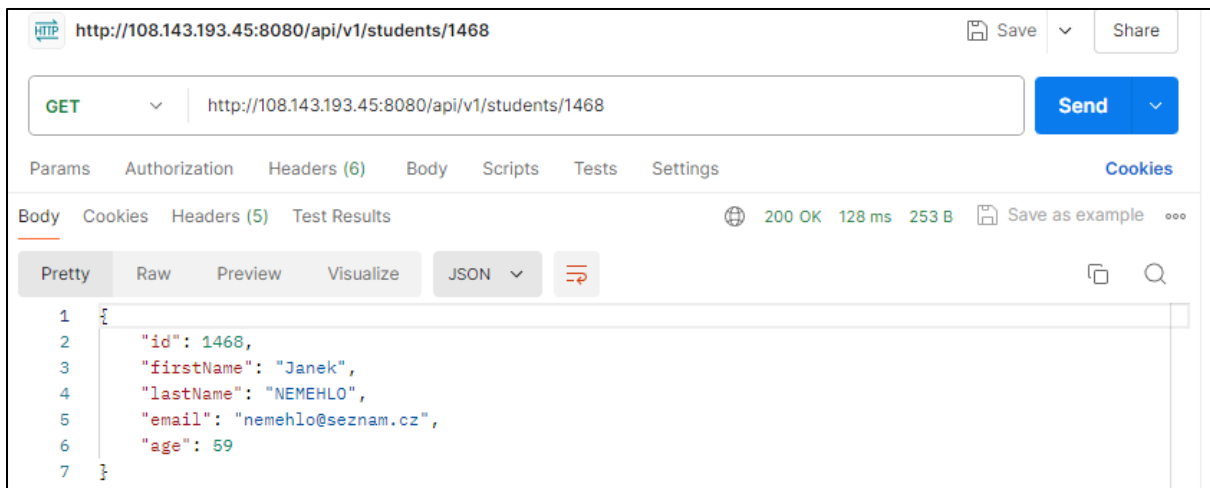 HTTP http://108.143.193.45:8080/api/v1/students/1468 Save Share
GET http://108.143.193.45:8080/api/v1/students/1468 Send
Params Authorization Headers (6) Body Scripts Tests Settings Cookies
Body Cookies Headers (5) Test Results 200 OK 128 ms 253 B Save as example
Pretty Raw Preview Visualize JSON
1 {
2 "id": 1468,
3 "firstName": "Janek",
4 "lastName": "NEMEHLO",
5 "email": "nemehlo@seznam.cz",
6 "age": 59
7 }